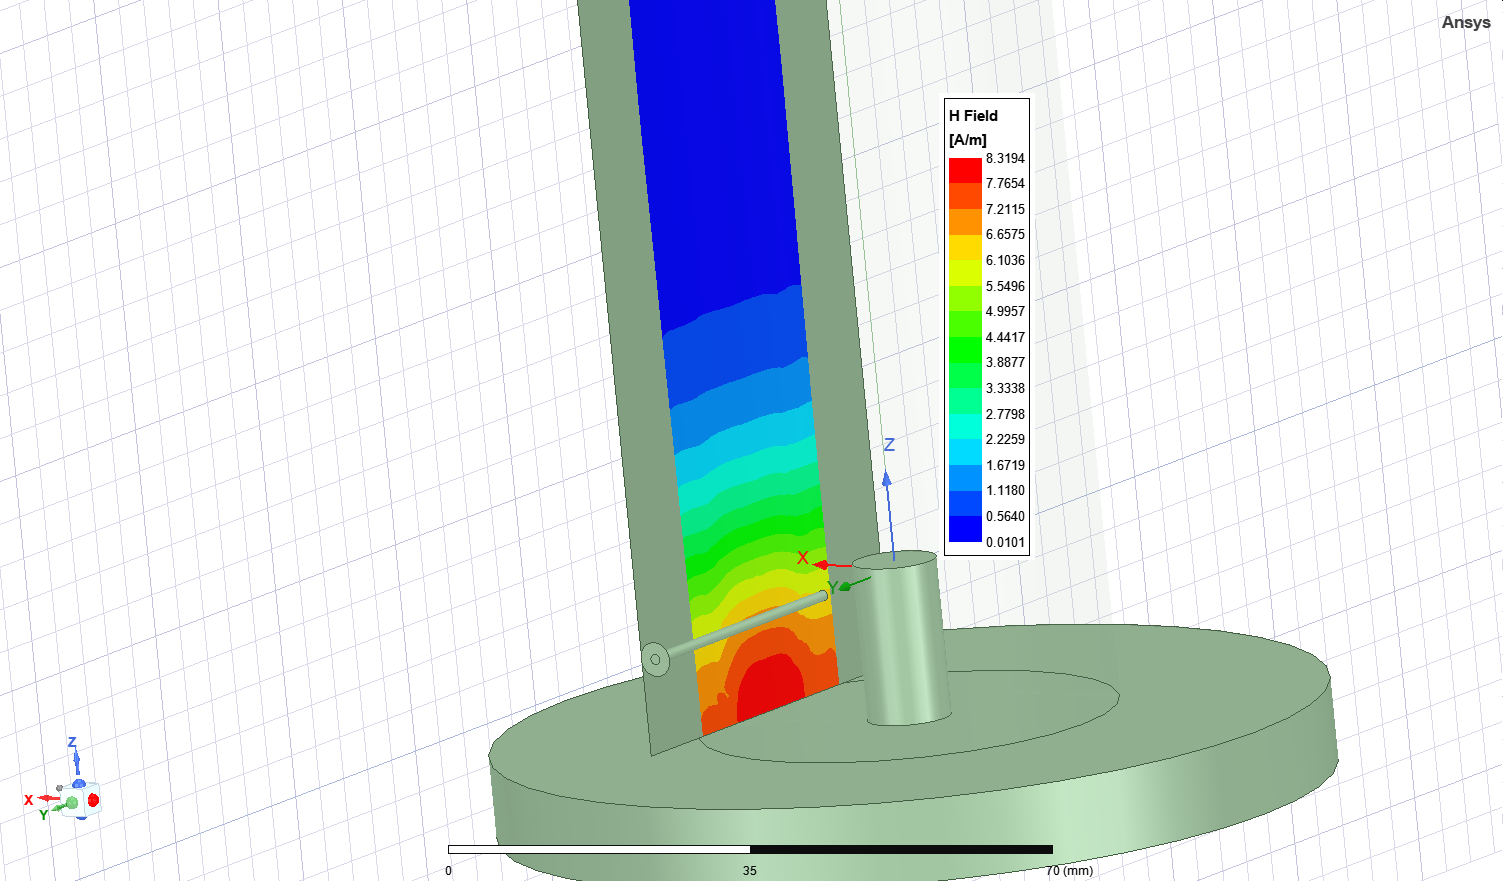 Ansys
H Field
[A/m]
8.3194
7.7654
7.2115
6.6575
6.1036
5.5496
4.9957
4.4417
3.8877
3.3338
2.7798
2.2259
1.6719
1.1180
0.5640
0.0101
Z
X
Y
Z
X
Y
0 35 70 (mm)